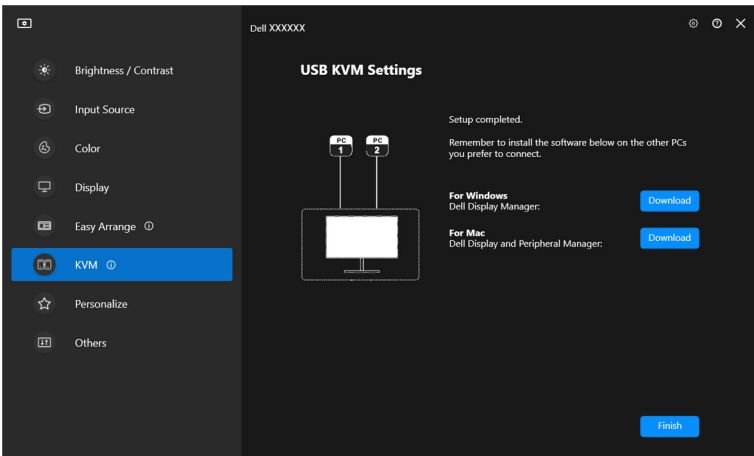 Dell XXXXXX
Brightness / Contrast
Input Source
Color
Display
Easy Arrange
KVM
Personalize
Others
USB KVM Settings
PC
1
PC
2
Setup completed.
Remember to install the software below on the other PCs
you prefer to connect.
For Windows
Dell Display Manager:
Download
For Mac
Dell Display and Peripheral Manager:
Download
Finish